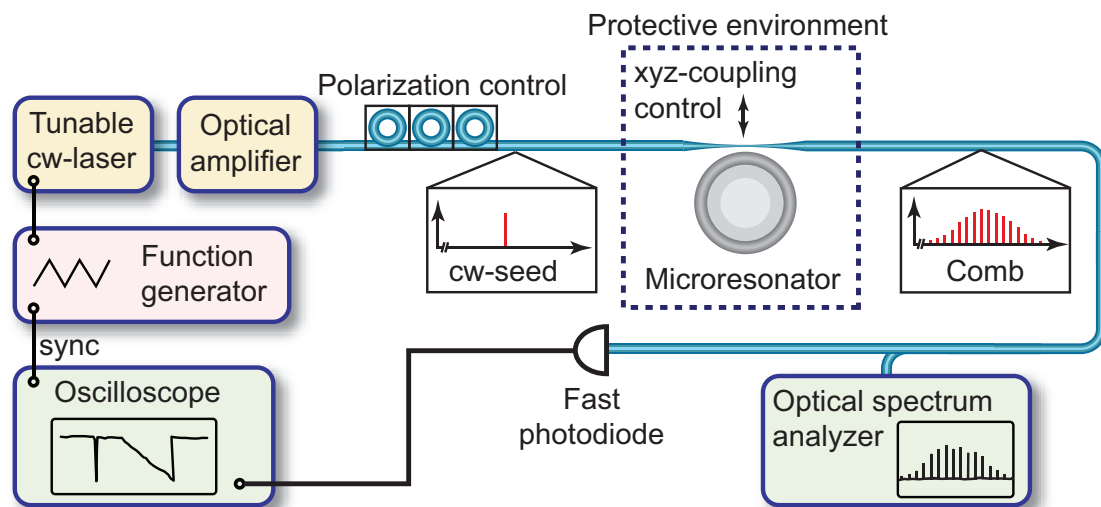 Protective environment
xyz-coupling
control
Polarization control
Tunable
cw-laser
Optical
amplifier
cw-seed
Microresonator
Comb
Function
generator
sync
Oscilloscope
Fast
photodiode
Optical spectrum
analyzer